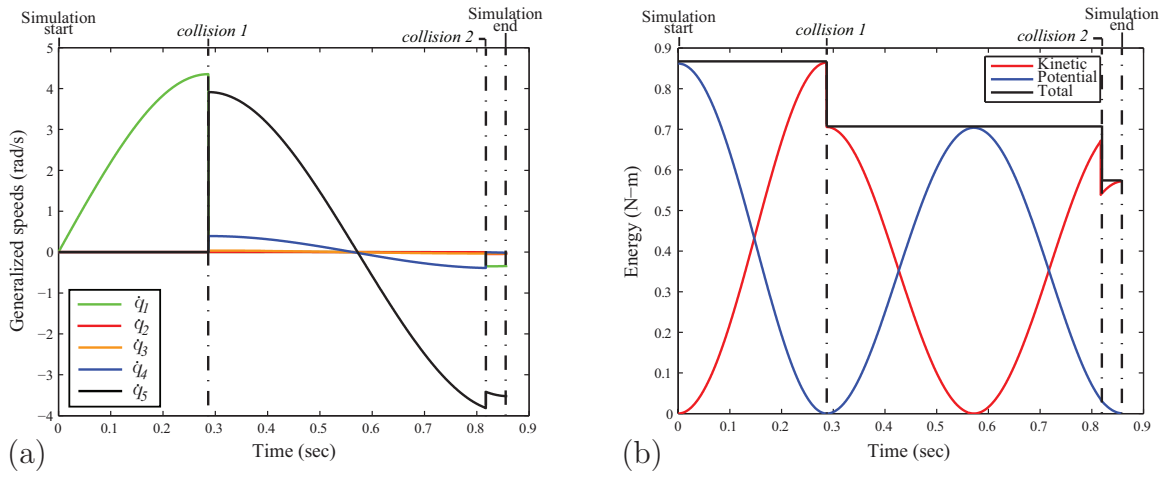 Simulation
start
collision 1
collision 2
Simulation
end
5
4
3
2
1
0
−1
−2
−3
−4
Generalized speeds (rad/s)
q̇1
q̇2
q̇3
q̇4
q̇5
0 0.1 0.2 0.3 0.4 0.5 0.6 0.7 0.8 0.9
Time (sec)
(a)
Simulation
start
collision 1
collision 2
Simulation
end
0.9
0.8
0.7
0.6
0.5
0.4
0.3
0.2
0.1
0
Energy (N−m)
Kinetic
Potential
Total
0 0.1 0.2 0.3 0.4 0.5 0.6 0.7 0.8 0.9
Time (sec)
(b)